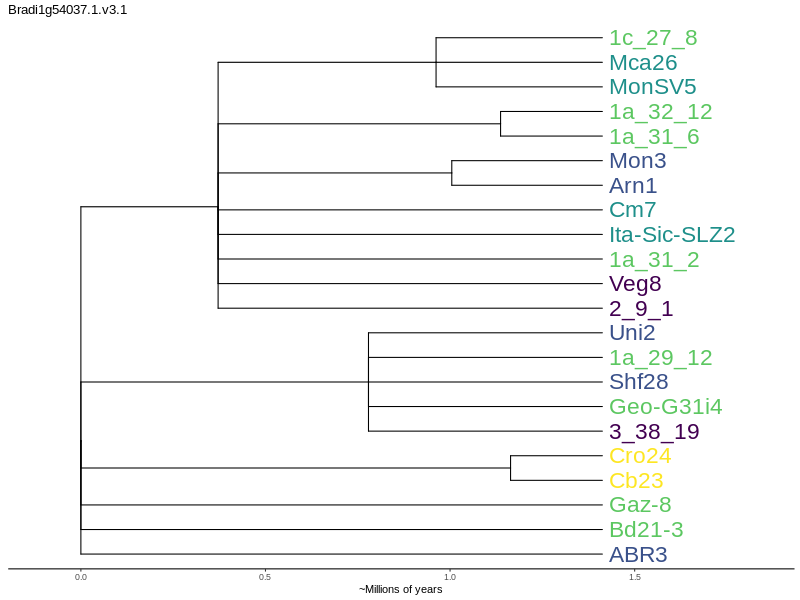 Bradi1g54037.1.v3.1
1c_27_8
Mca26
MonSV5
1a_32_12
1a_31_6
Mon3
Arn1
Cm7
Ita-Sic-SLZ2
1a_31_2
Veg8
2_9_1
Uni2
1a_29_12
Shf28
Geo-G31i4
3_38_19
Cro24
Cb23
Gaz-8
Bd21-3
ABR3
0.0 0.5 1.0 1.5
~Millions of years